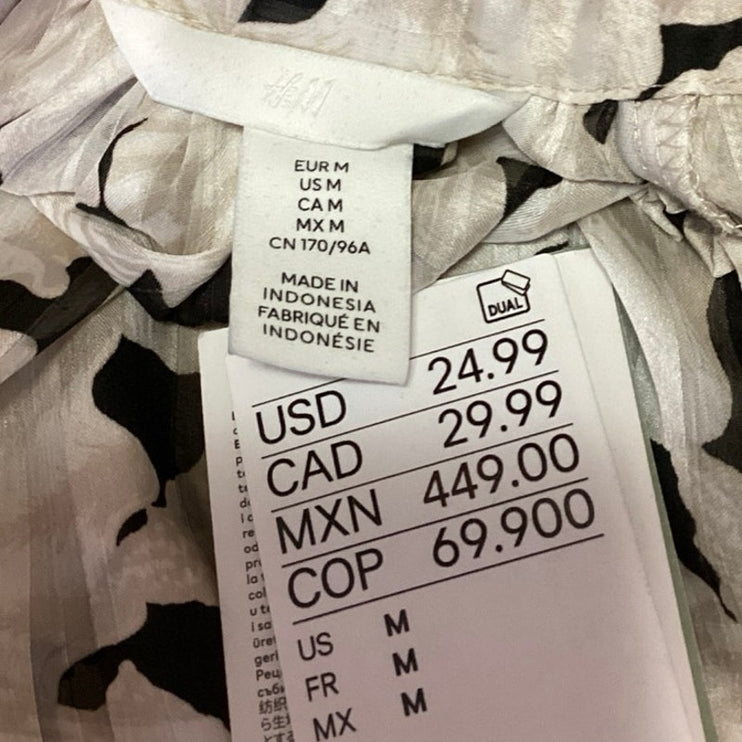 H&M
EUR M
US M
CA M
MX M
CN 170/96A
MADE IN
INDONESIA
FABRIQUÉ EN
INDONÉSIE
DUAL
USD 24.99
CAD 29.99
MXN 449.00
COP 69.900
US M
FR M
MX M